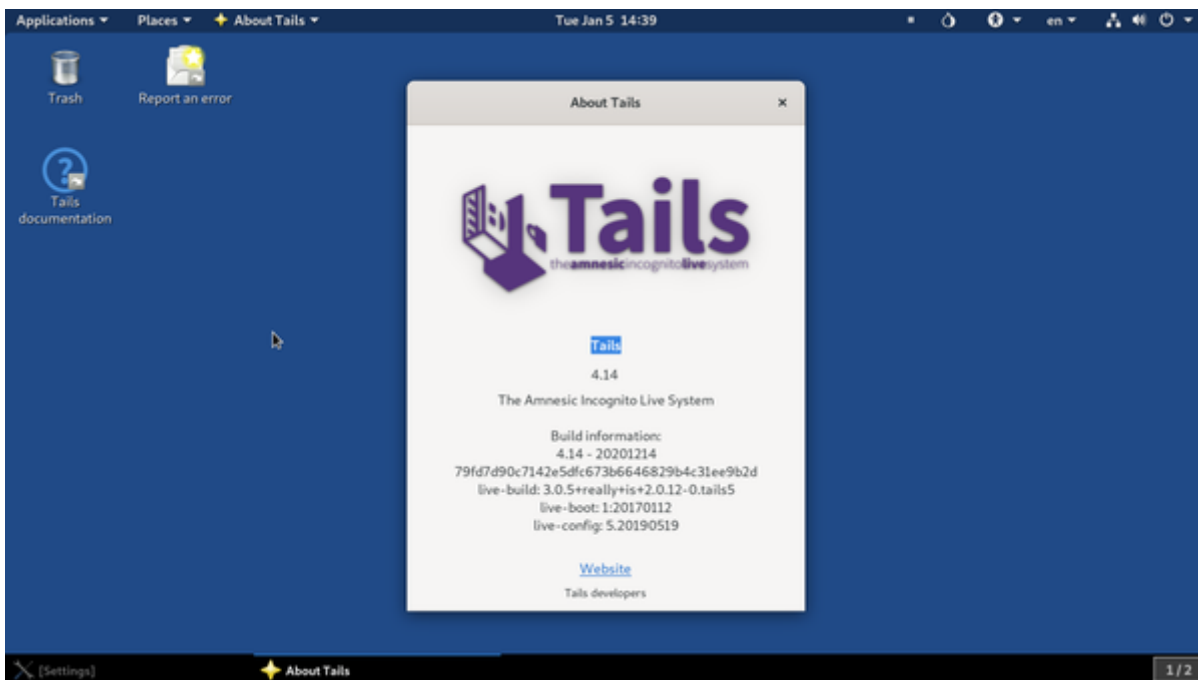 Applications Places About Tails Tue Jan 5 14:39 en
Trash
Report an error
Tails
documentation
About Tails
Tails
theamnesicincognitolivesystem
Tails
4.14
The Amnesic Incognito Live System
Build information:
4.14 - 20201214
79fd7d90c7142e5dfc673b6646829b4c31ee9b2d
live-build: 3.0.5+really+is+2.0.12-0.tails5
live-boot: 1:20170112
live-config: 5.20190519
Website
Tails developers
[Settings] About Tails 1/2